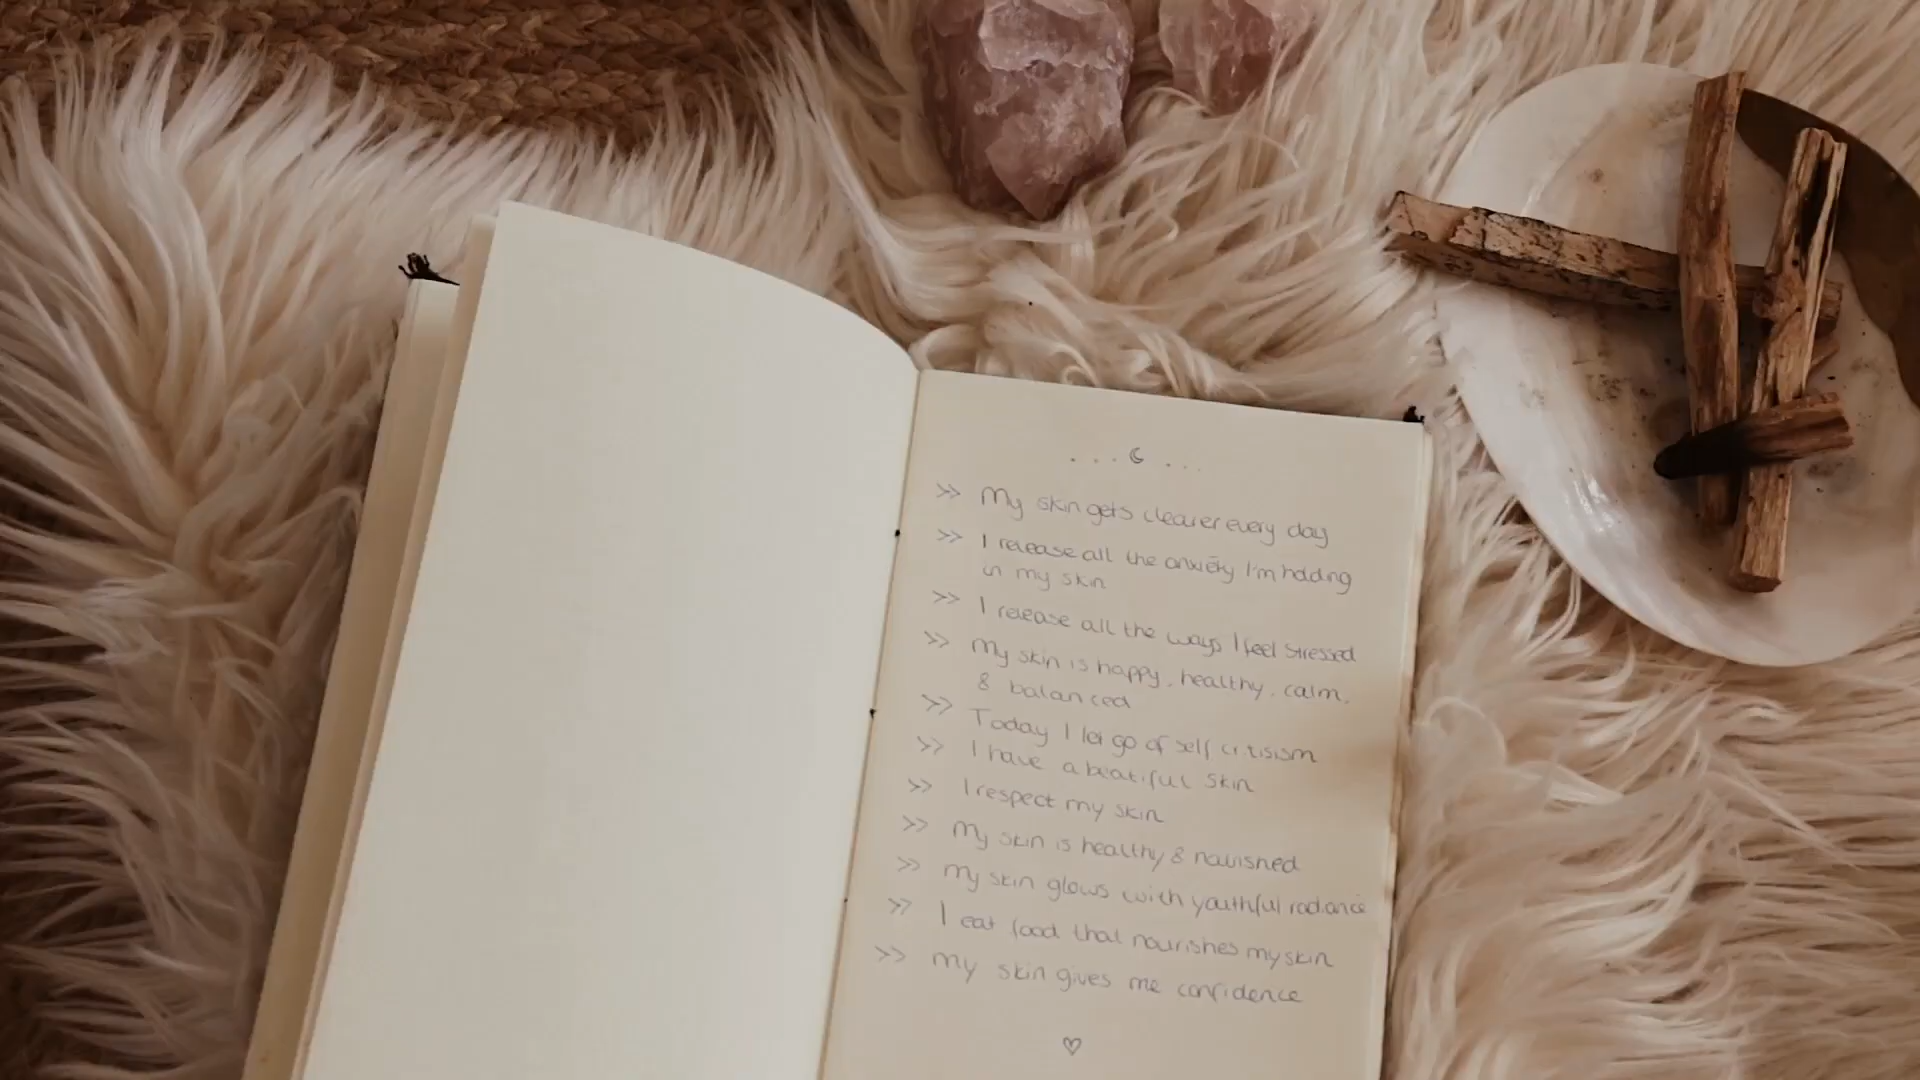 >> My skin gets clearer every day
>> I release all the anxiety I'm holding
in my skin
>> I release all the ways I feel stressed
>> My skin is happy, healthy, calm,
& balanced
>> Today I let go of self critisism
>> I have a beatiful skin
>> I respect my skin
>> My skin is healthy & nourished
>> My skin glows with youthful radiance
>> I eat food that nourishes my skin
>> My skin gives me confidence